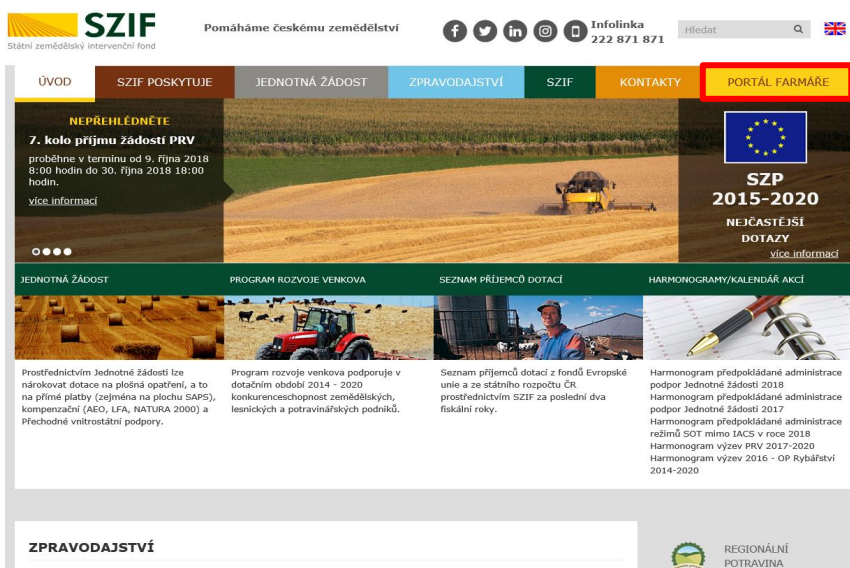 SZIF
Státní zemědělský intervenční fond
Pomáháme českému zemědělství
Infolinka
222 871 871
Hledat
ÚVOD
SZIF POSKYTUJE
JEDNOTNÁ ŽÁDOST
ZPRAVODAJSTVÍ
SZIF
KONTAKTY
PORTÁL FARMÁŘE
NEPŘEHLÉDNĚTE
7. kolo příjmu žádostí PRV
proběhne v termínu od 9. října 2018
8:00 hodin do 30. října 2018 18:00
hodin.
více informací
SZP
2015-2020
NEJČASTĚJŠÍ
DOTAZY
více informací
JEDNOTNÁ ŽÁDOST
Prostřednictvím Jednotné žádosti lze
nárokovat dotace na plošná opatření, a to
na přímé platby (zejména na plochu SAPS),
kompenzační (AEO, LFA, NATURA 2000) a
Přechodné vnitrostátní podpory.
PROGRAM ROZVOJE VENKOVA
Program rozvoje venkova podporuje v
dotačním období 2014 - 2020
konkurenceschopnost zemědělských,
lesnických a potravinářských podniků.
SEZNAM PŘÍJEMCŮ DOTACÍ
Seznam příjemců dotací z fondů Evropské
unie a ze státního rozpočtu ČR
prostřednictvím SZIF za poslední dva
fiskální roky.
HARMONOGRAMY/KALENDÁŘ AKCÍ
Harmonogram předpokládané administrace
podpor Jednotné žádosti 2018
Harmonogram předpokládané administrace
podpor Jednotné žádosti 2017
Harmonogram předpokládané administrace
režimů SOT mimo IACS v roce 2018
Harmonogram výzev PRV 2017-2020
Harmonogram výzev 2016 - OP Rybářství
2014-2020
ZPRAVODAJSTVÍ
REGIONÁLNÍ
POTRAVINA